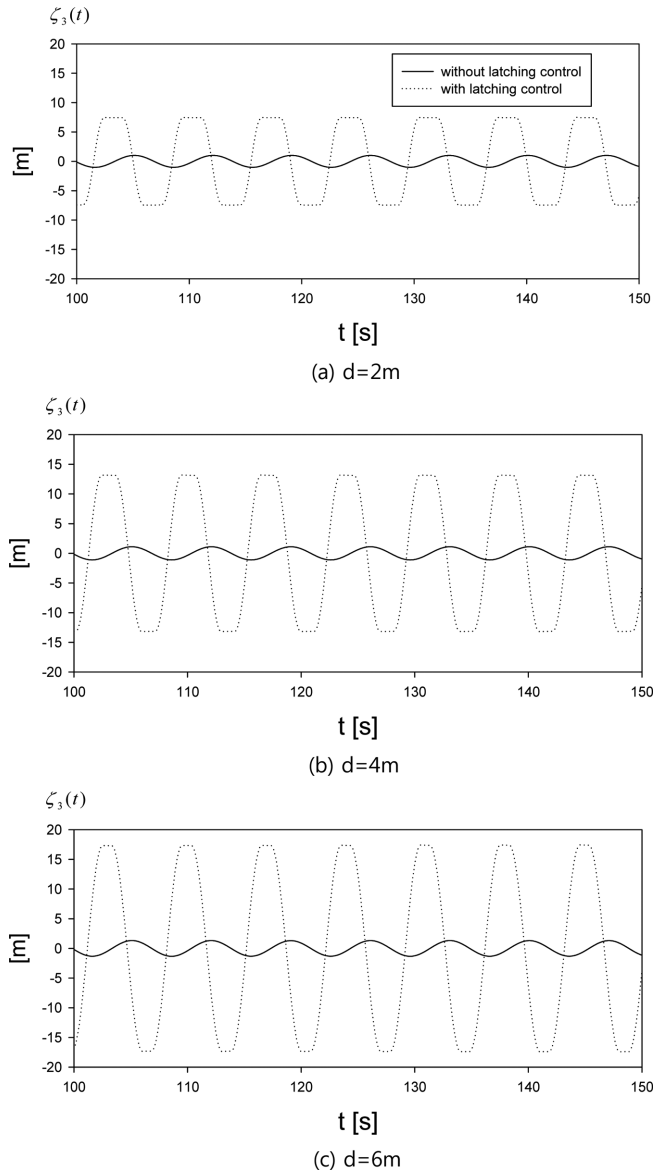 ζ₃(t)
20
15
10
5
0
-5
-10
-15
-20
[m]
without latching control
with latching control
100 110 120 130 140 150
t [s]
(a) d=2m
ζ₃(t)
20
15
10
5
0
-5
-10
-15
-20
[m]
100 110 120 130 140 150
t [s]
(b) d=4m
ζ₃(t)
20
15
10
5
0
-5
-10
-15
-20
[m]
100 110 120 130 140 150
t [s]
(c) d=6m